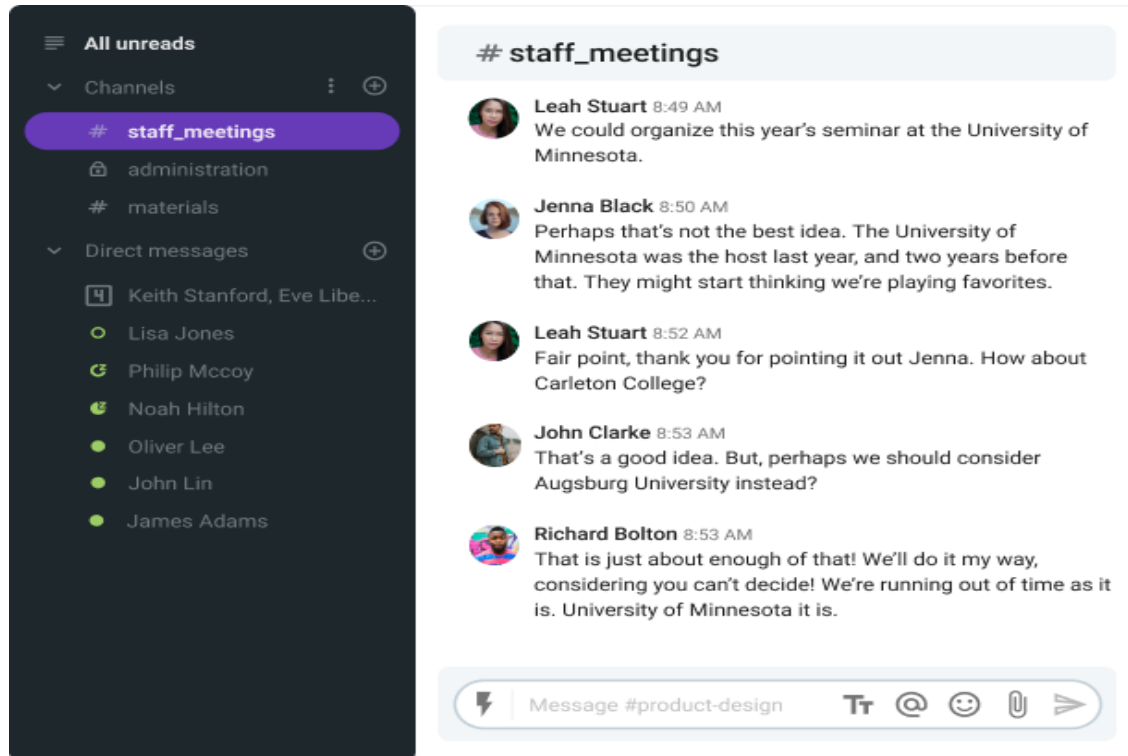 All unreads
Channels
# staff_meetings
administration
# materials
Direct messages
4 Keith Stanford, Eve Libe...
Lisa Jones
Philip Mccoy
Noah Hilton
Oliver Lee
John Lin
James Adams
# staff_meetings
Leah Stuart 8:49 AM
We could organize this year's seminar at the University of
Minnesota.
Jenna Black 8:50 AM
Perhaps that's not the best idea. The University of
Minnesota was the host last year, and two years before
that. They might start thinking we're playing favorites.
Leah Stuart 8:52 AM
Fair point, thank you for pointing it out Jenna. How about
Carleton College?
John Clarke 8:53 AM
That's a good idea. But, perhaps we should consider
Augsburg University instead?
Richard Bolton 8:53 AM
That is just about enough of that! We'll do it my way,
considering you can't decide! We're running out of time as it
is. University of Minnesota it is.
Message #product-design TT @